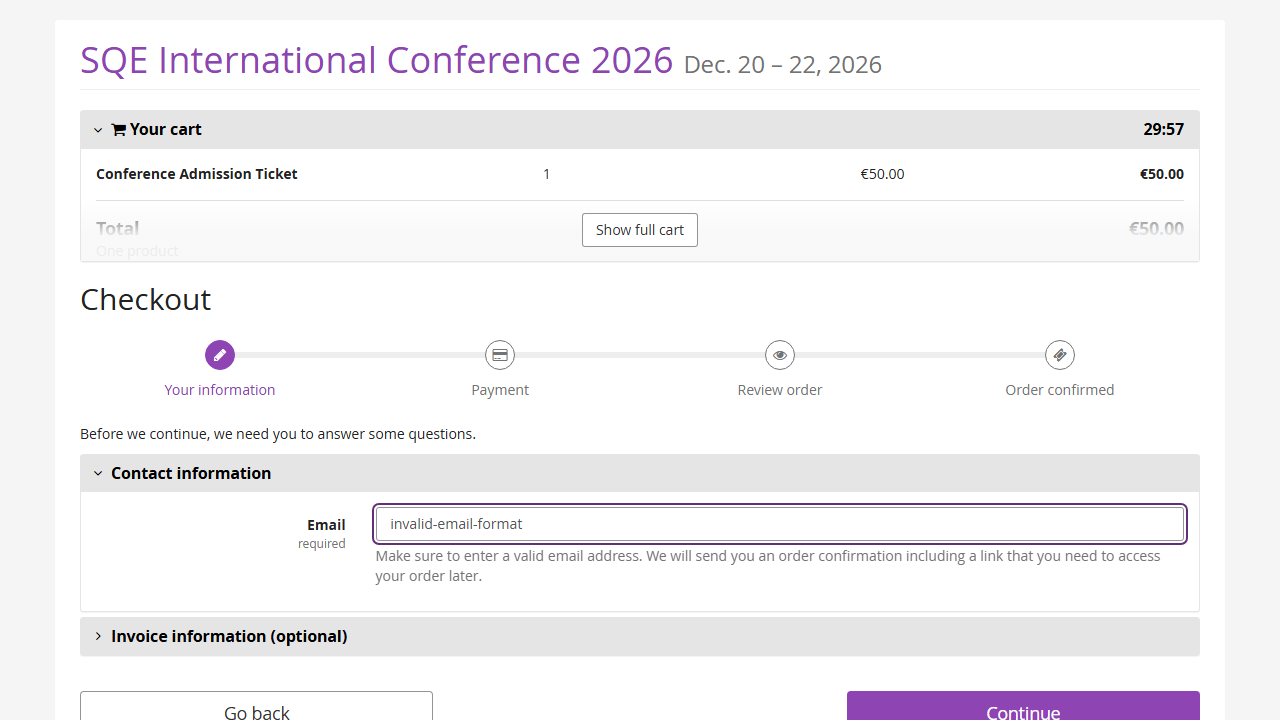 SQE International Conference 2026 Dec. 20 – 22, 2026
Your cart 29:57
Conference Admission Ticket 1 €50.00 €50.00
Total €50.00
One product
Show full cart
Checkout
Your information Payment Review order Order confirmed
Before we continue, we need you to answer some questions.
Contact information
Email invalid-email-format
required
Make sure to enter a valid email address. We will send you an order confirmation including a link that you need to access
your order later.
Invoice information (optional)
Go back Continue